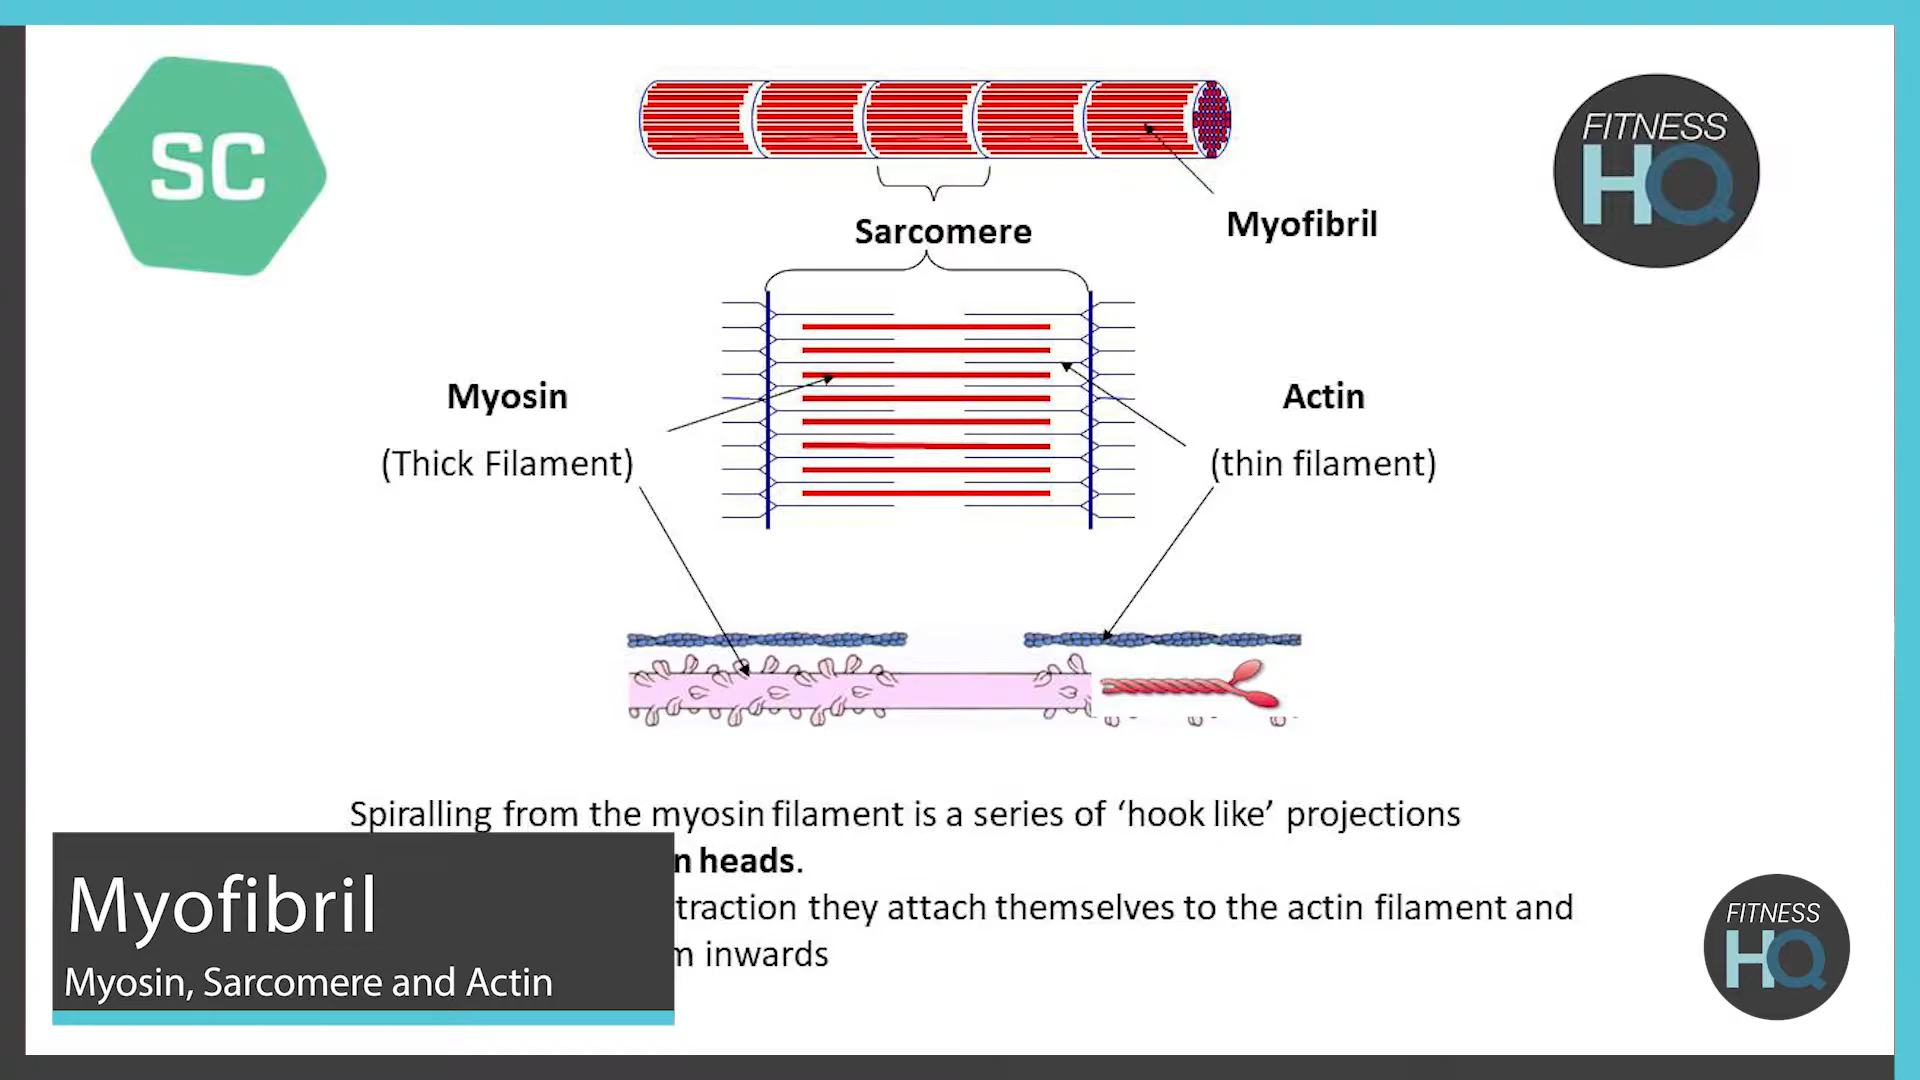 SC
FITNESS
HQ
Sarcomere
Myofibril
Myosin
(Thick Filament)
Actin
(thin filament)
Spiralling from the myosin filament is a series of ‘hook like’ projections
heads.
they attach themselves to the actin filament and
inwards
Myofibril
Myosin, Sarcomere and Actin
FITNESS
HQ